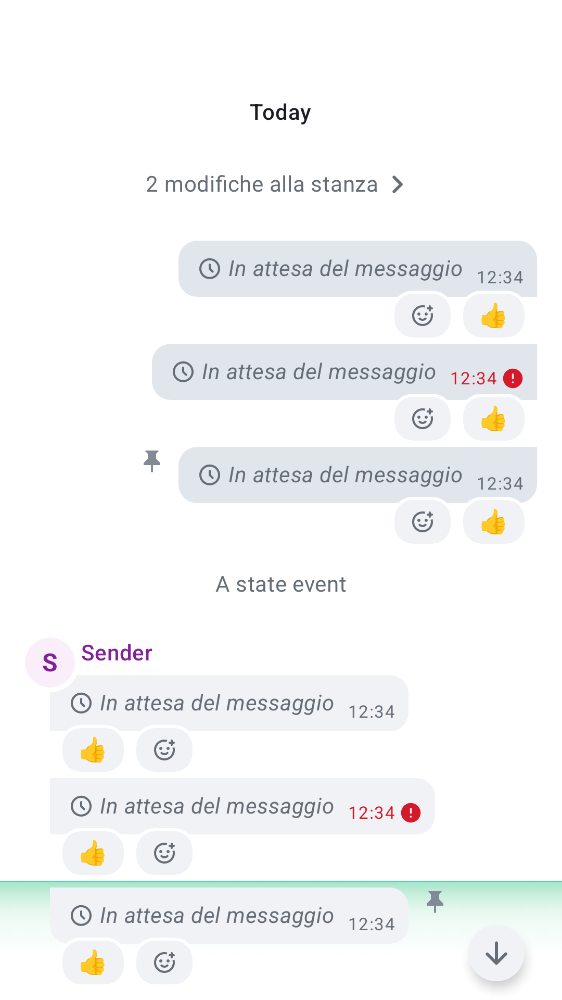 Today
2 modifiche alla stanza
In attesa del messaggio 12:34
👍
In attesa del messaggio 12:34
👍
In attesa del messaggio 12:34
👍
A state event
S Sender
In attesa del messaggio 12:34
👍
In attesa del messaggio 12:34
👍
In attesa del messaggio 12:34
👍